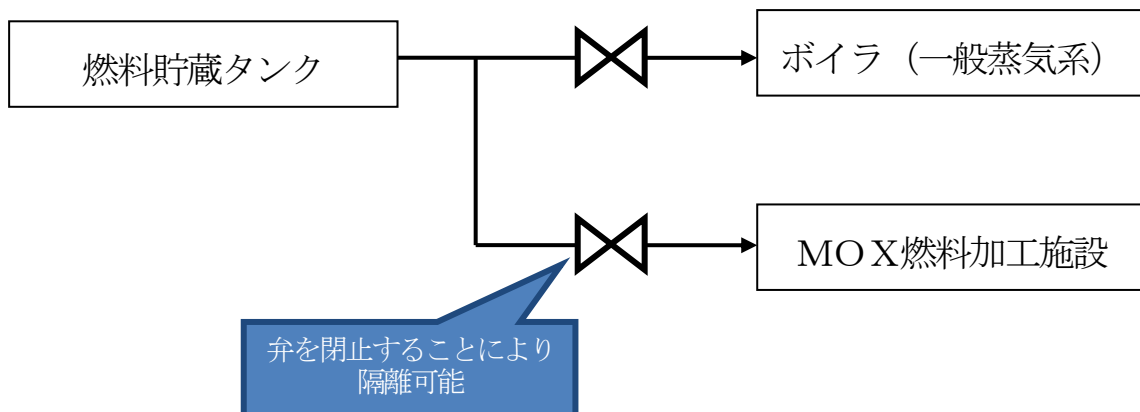 燃料貯蔵タンク
ボイラ（一般蒸気系）
ＭＯＸ燃料加工施設
弁を閉止することにより
隔離可能